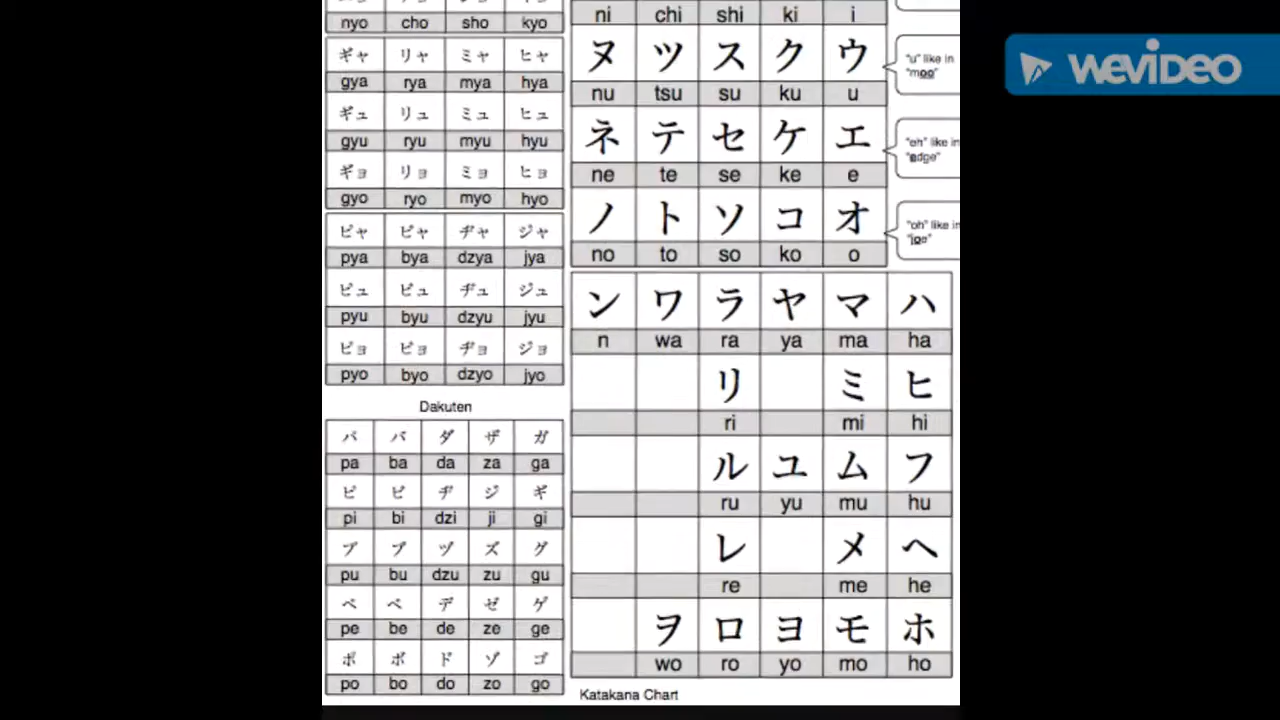 nyo cho sho kyo
ギャ リャ ミャ ヒャ
gya rya mya hya
ギュ リュ ミュ ヒュ
gyu ryu myu hyu
ギョ リョ ミョ ヒョ
gyo ryo myo hyo
ピャ ビャ ヂャ ジャ
pya bya dzya jya
ピュ ビュ ヂュ ジュ
pyu byu dzyu jyu
ピョ ビョ ヂョ ジョ
pyo byo dzyo jyo
Dakuten
パ バ ダ ザ ガ
pa ba da za ga
ピ ビ ヂ ジ ギ
pi bi dzi ji gi
プ ブ ヅ ズ グ
pu bu dzu zu gu
ペ ベ デ ゼ ゲ
pe be de ze ge
ポ ボ ド ゾ ゴ
po bo do zo go
ni chi shi ki i
ヌ ツ ス ク ウ
nu tsu su ku u
ネ テ セ ケ エ
ne te se ke e
ノ ト ソ コ オ
no to so ko o
ン ワ ラ ヤ マ ハ
n wa ra ya ma ha
リ ミ ヒ
ri mi hi
ル ユ ム フ
ru yu mu hu
レ メ ヘ
re me he
ヲ ロ ヨ モ ホ
wo ro yo mo ho
Katakana Chart
"u" like in
"moo"
"eh" like in
"edge"
"oh" like in
"joe"
WEVIDEO